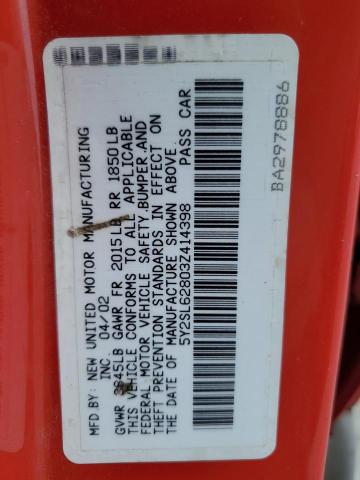 MFD BY: NEW UNITED MOTOR MANUFACTURING
INC. 04/02
GVWR 3645LB GAWR FR 2015LB RR 1850LB
THIS VEHICLE CONFORMS TO ALL APPLICABLE
FEDERAL MOTOR VEHICLE SAFETY,BUMPER,AND
THEFT PREVENTION STANDARDS IN EFFECT ON
THE DATE OF MANUFACTURE SHOWN ABOVE.
5Y2SL62803Z414398 PASS CAR
BA2978886